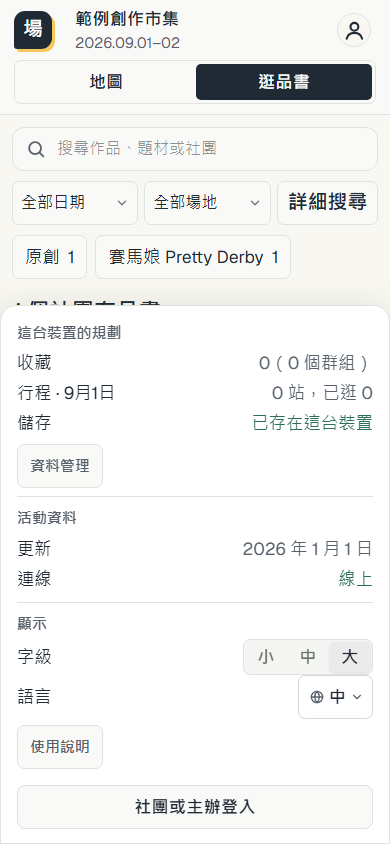 場
範例創作市集
2026.09.01–02
地圖
逛品書
搜尋作品、題材或社團
全部日期
全部場地
詳細搜尋
原創 1
賽馬娘 Pretty Derby 1
這台裝置的規劃
收藏
0 ( 0 個群組 )
行程 · 9月1日
0 站，已逛 0
儲存
已存在這台裝置
資料管理
活動資料
更新
2026 年 1 月 1 日
連線
線上
顯示
字級
小 中 大
語言
中
使用說明
社團或主辦登入